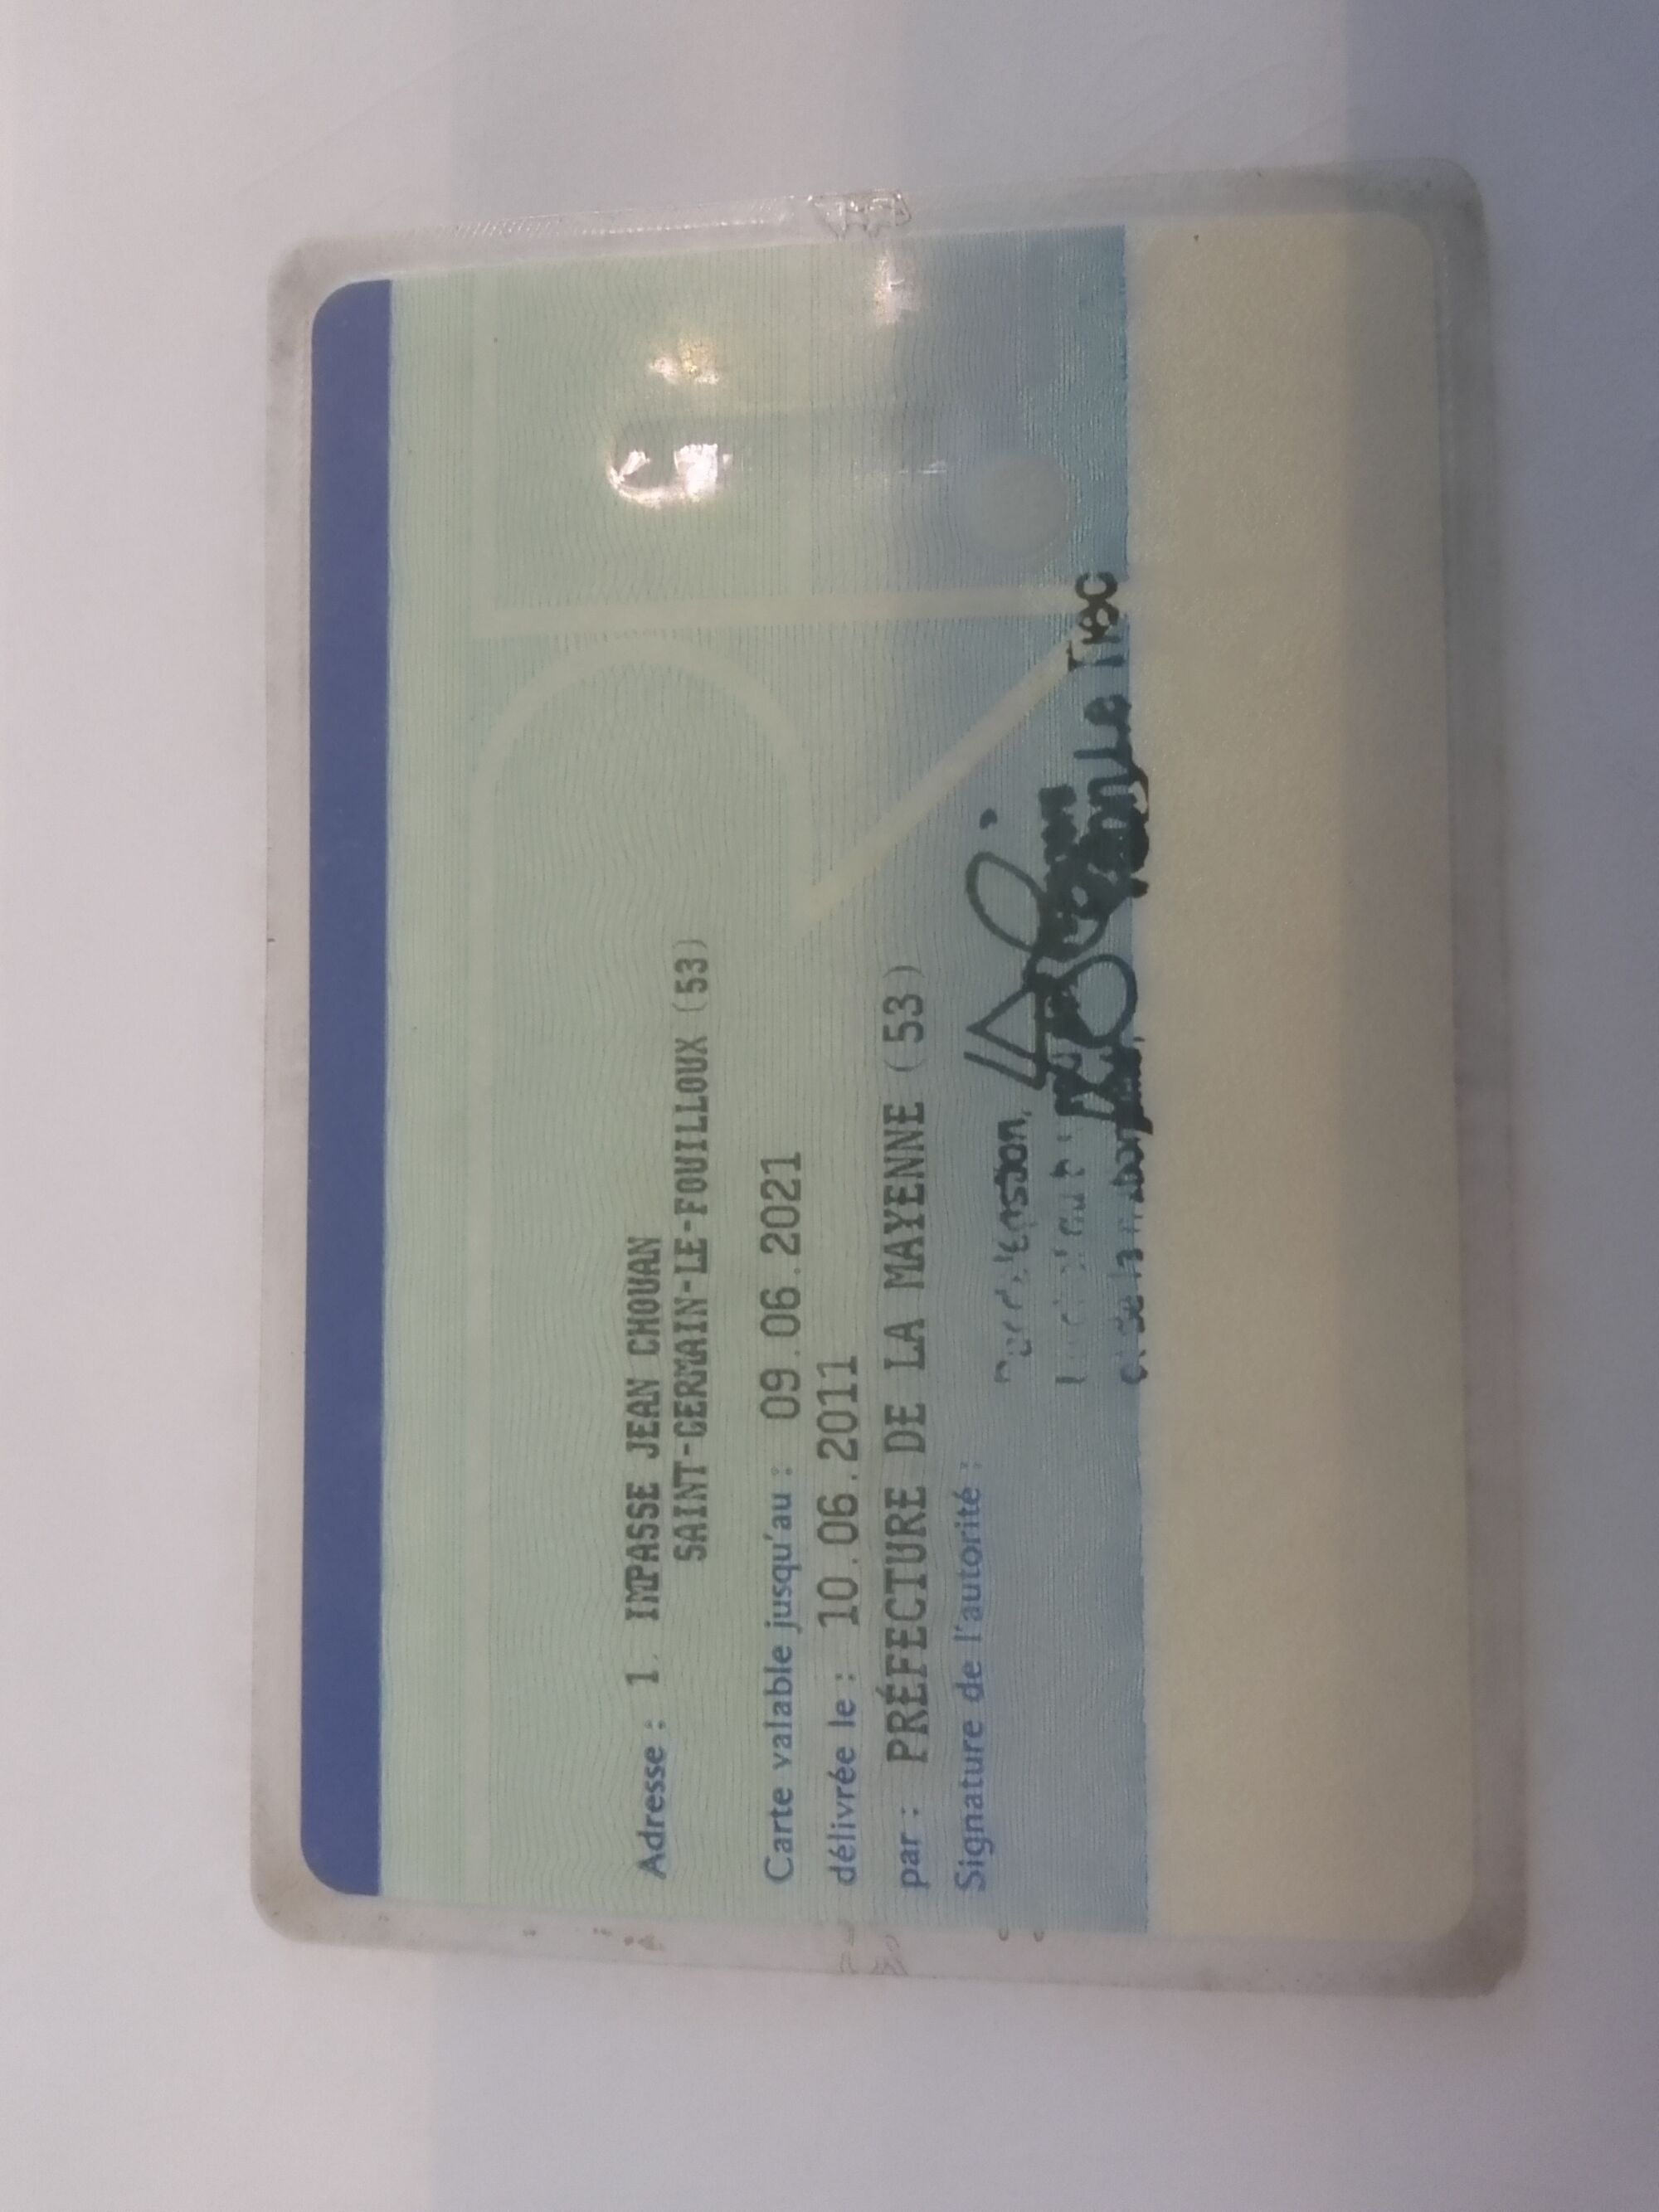 Adresse : 1. IMPASSE JEAN CHOUAN
SAINT-GERMAIN-LE-FOUILLOUX (53)
Carte valable jusqu'au : 09.06.2021
délivrée le : 10.06.2011
par : PRÉFECTURE DE LA MAYENNE (53)
Signature de l'autorité :